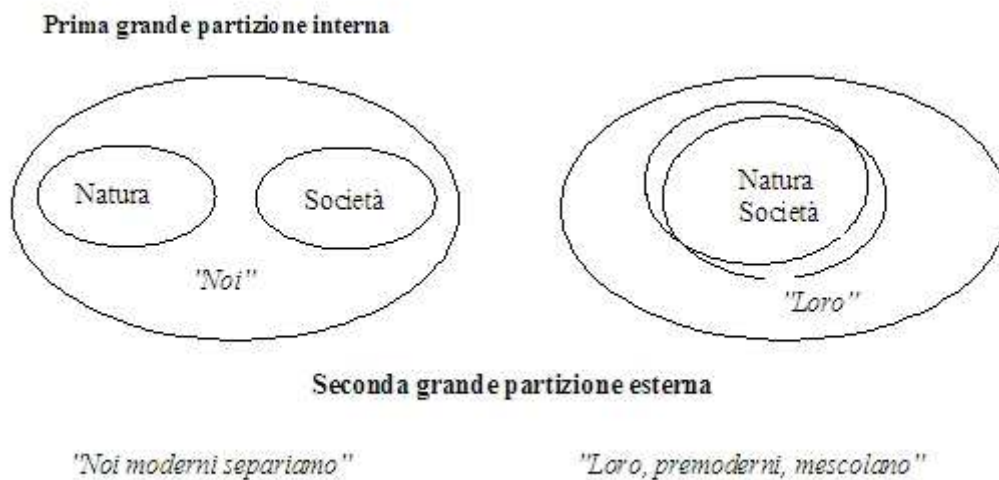 Prima grande partizione interna
Natura
Società
"Noi"
Natura
Società
"Loro"
Seconda grande partizione esterna
"Noi moderni separiamo"
"Loro, premoderni, mescolano"